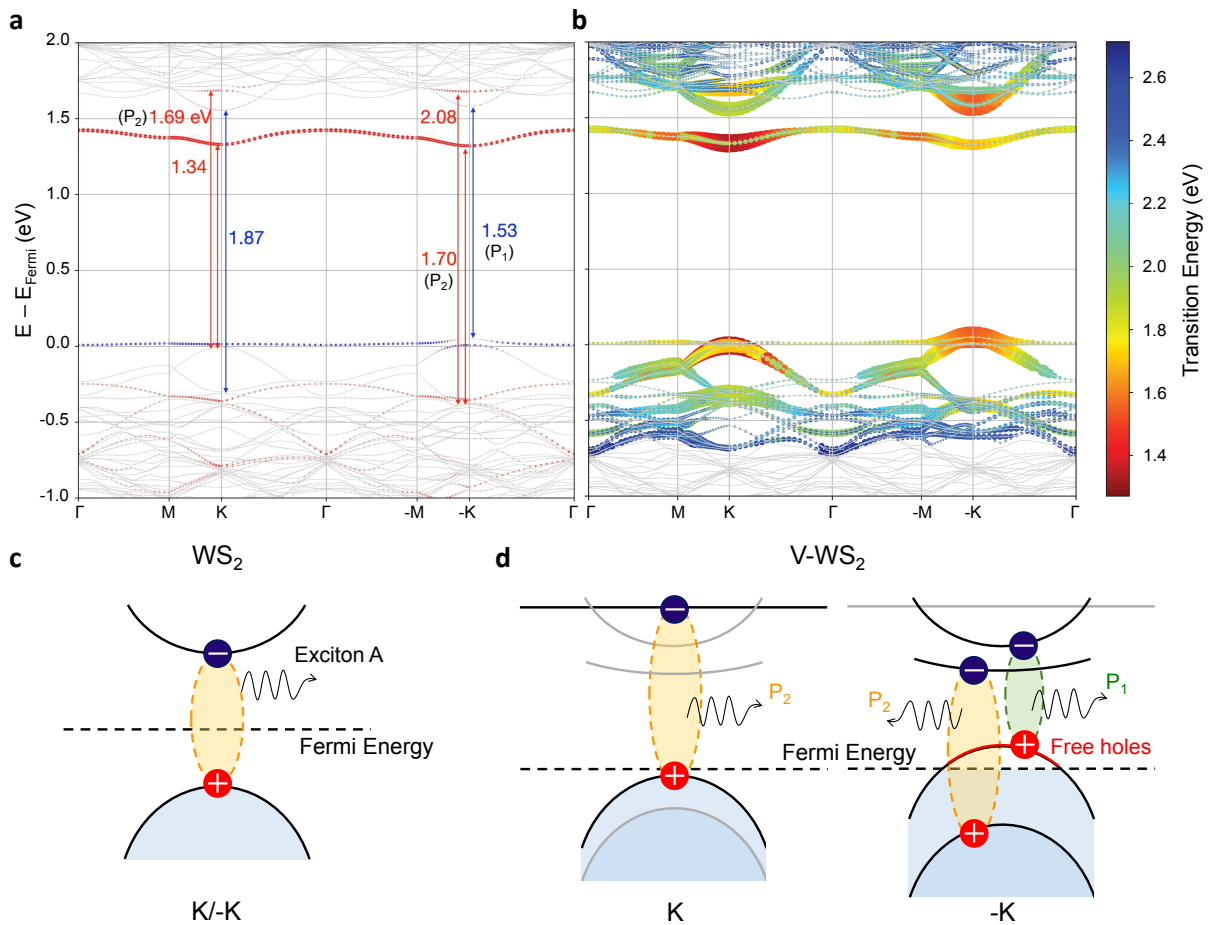 a
b
E – E_Fermi (eV)
2.0
1.5
1.0
0.5
0.0
-0.5
-1.0
(P₂) 1.69 eV
1.34
1.87
2.08
1.53
(P₁)
1.70
(P₂)
Γ M K Γ -M -K Γ
Γ M K Γ -M -K Γ
2.6
2.4
2.2
2.0
1.8
1.6
1.4
Transition Energy (eV)
c
WS₂
Exciton A
Fermi Energy
K/-K
d
V-WS₂
P₂
K
P₂
P₁
Fermi Energy
Free holes
-K